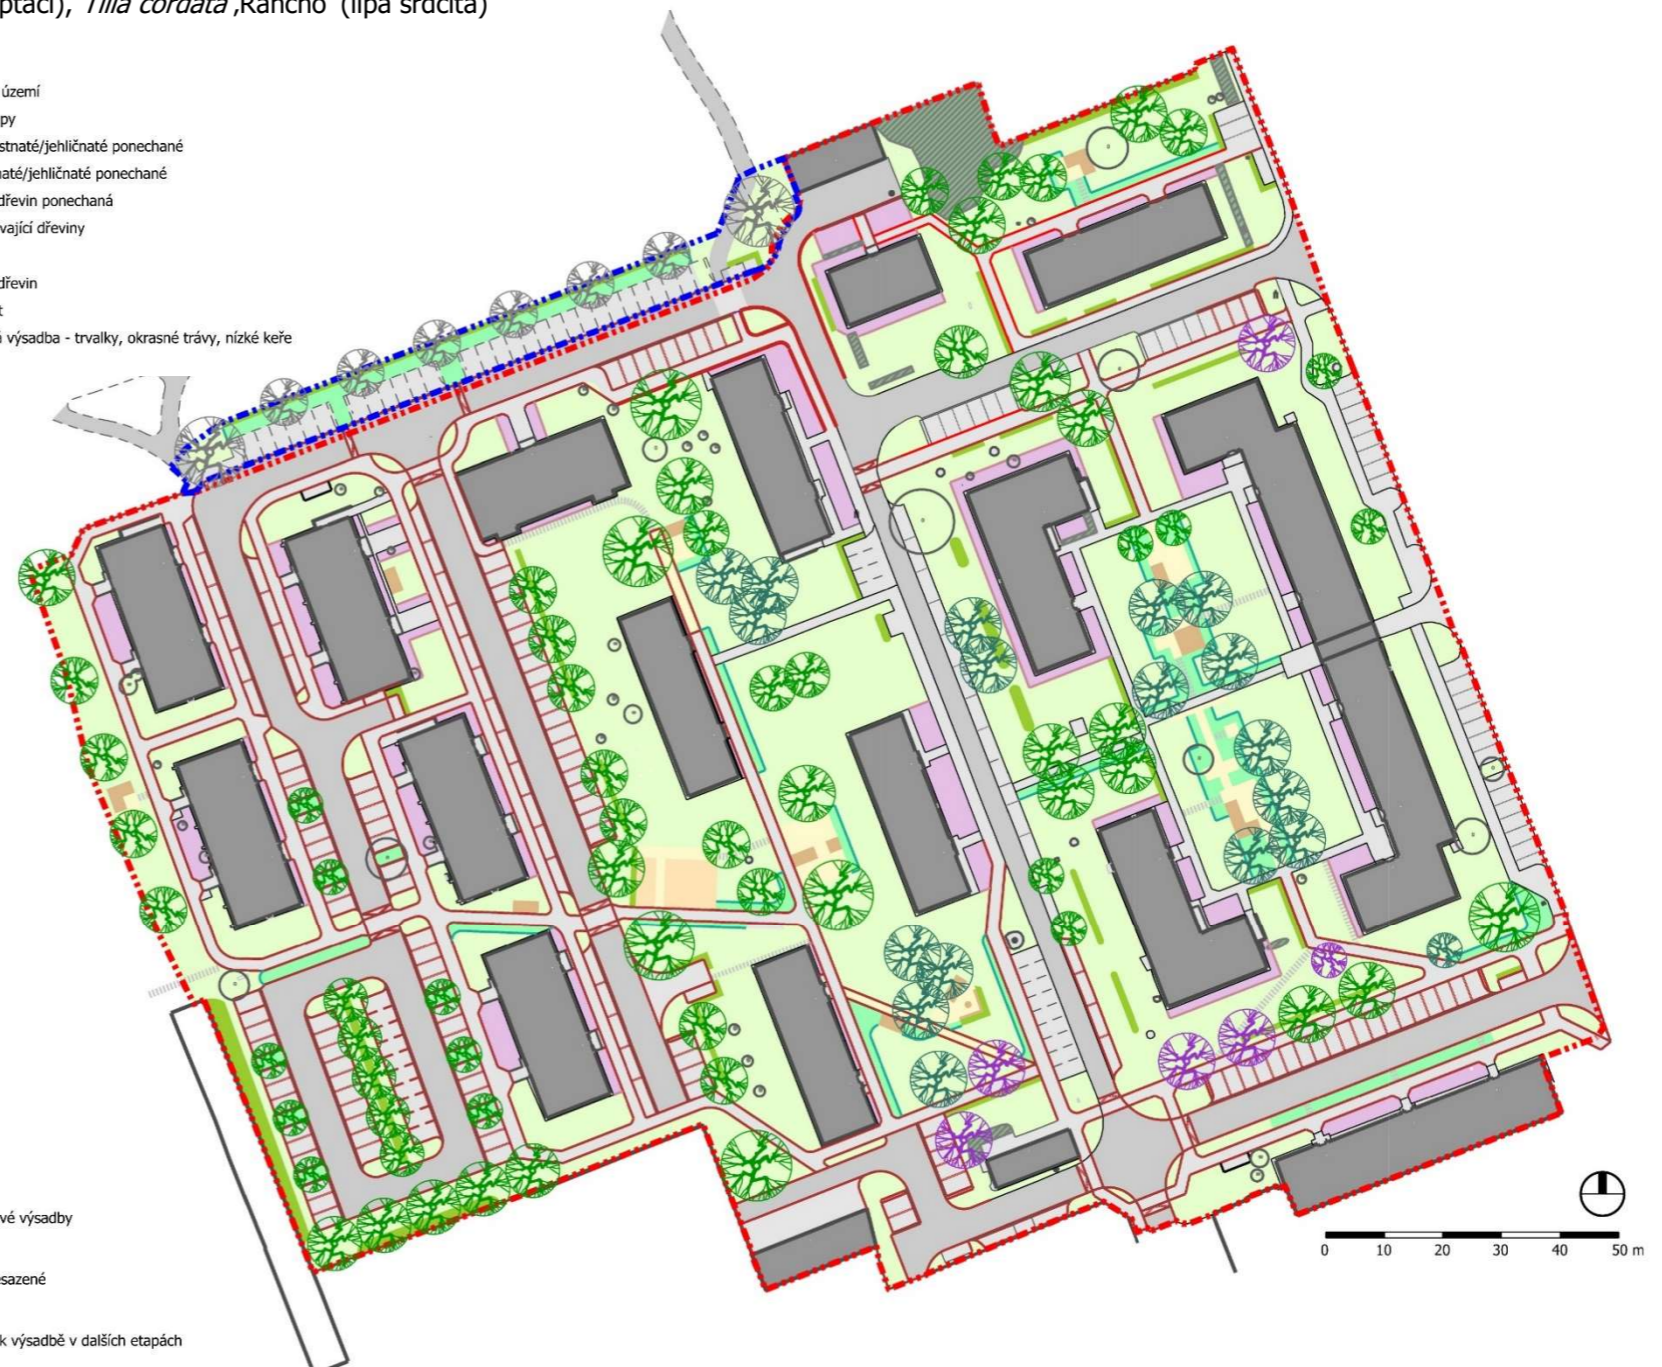 ptáci), Tilia cordata ‚Rancho' (lípa srdčitá)
území
py
stnaté/jehličnaté ponechané
naté/jehličnaté ponechané
dřevin ponechaná
vající dřeviny
dřevin
t
výsadba - trvalky, okrasné trávy, nízké keře
vé výsadby
esazené
k výsadbě v dalších etapách
0 10 20 30 40 50 m